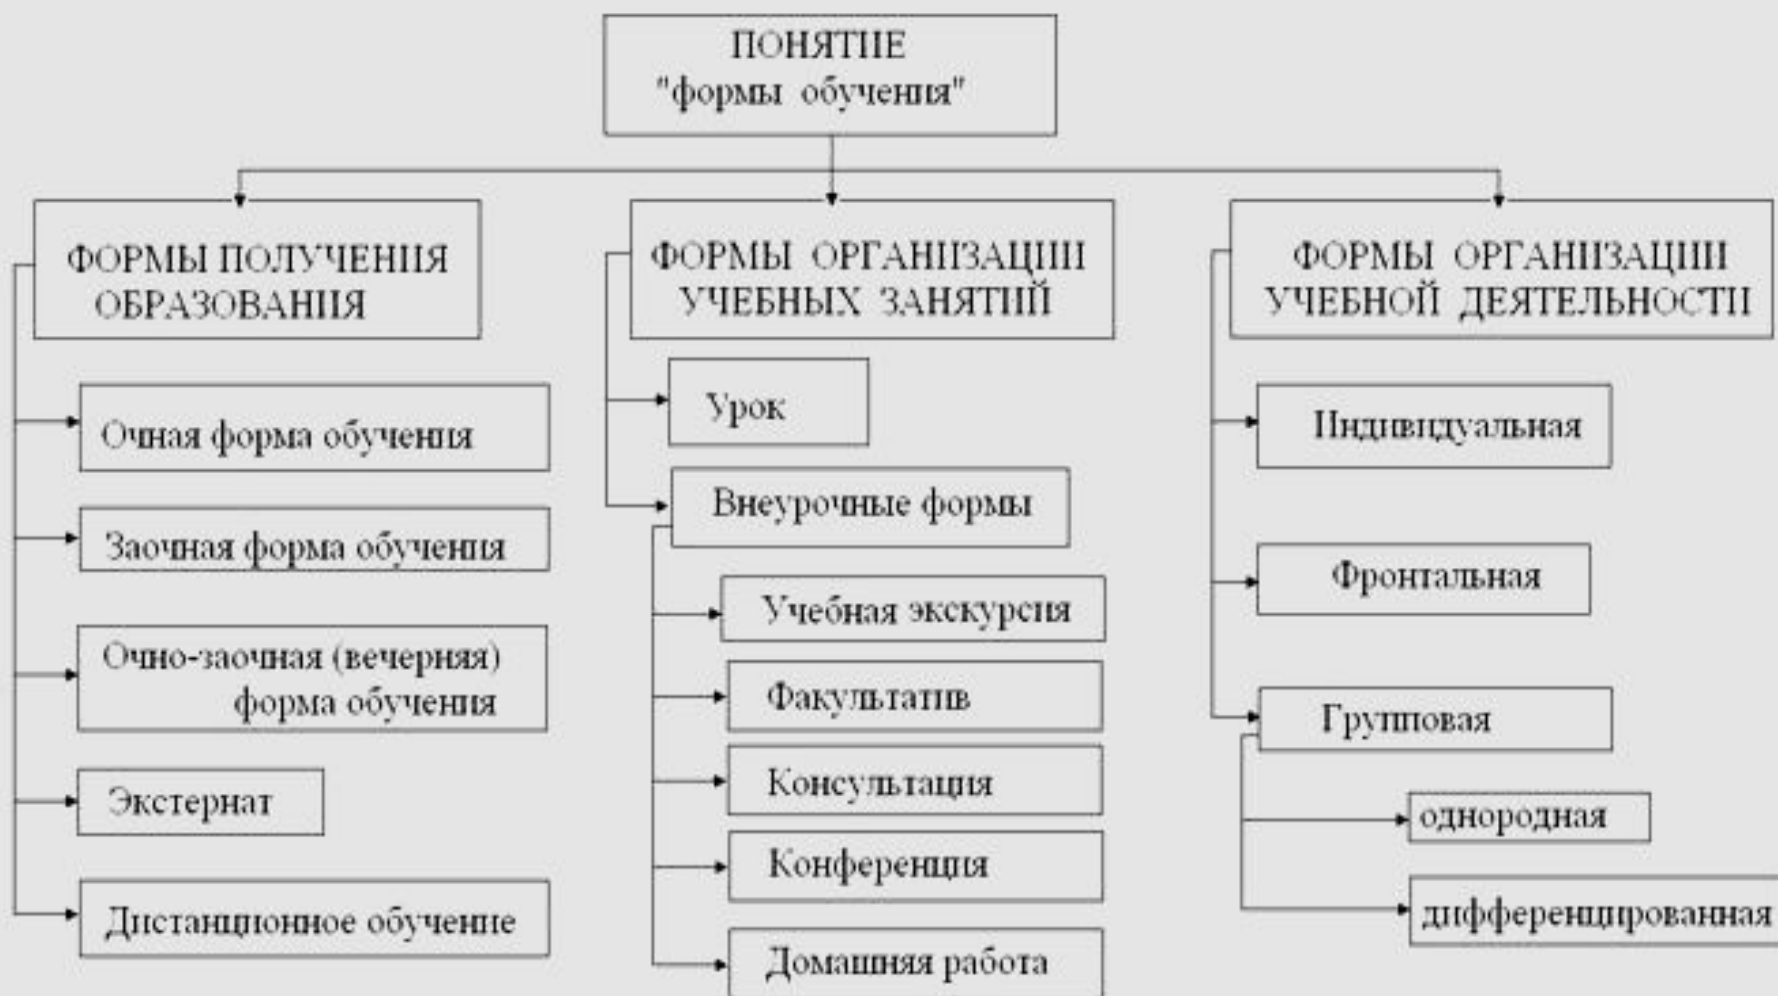 ПОНЯТИЕ
"формы обучения"
ФОРМЫ ПОЛУЧЕНИЯ
ОБРАЗОВАНИЯ
Очная форма обучения
Заочная форма обучения
Очно-заочная (вечерняя)
форма обучения
Экстернат
Дистанционное обучение
ФОРМЫ ОРГАНИЗАЦИИ
УЧЕБНЫХ ЗАНЯТИЙ
Урок
Внеурочные формы
Учебная экскурсия
Факультатив
Консультация
Конференция
Домашняя работа
ФОРМЫ ОРГАНИЗАЦИИ
УЧЕБНОЙ ДЕЯТЕЛЬНОСТИ
Индивидуальная
Фронтальная
Групповая
однородная
дифференцированная